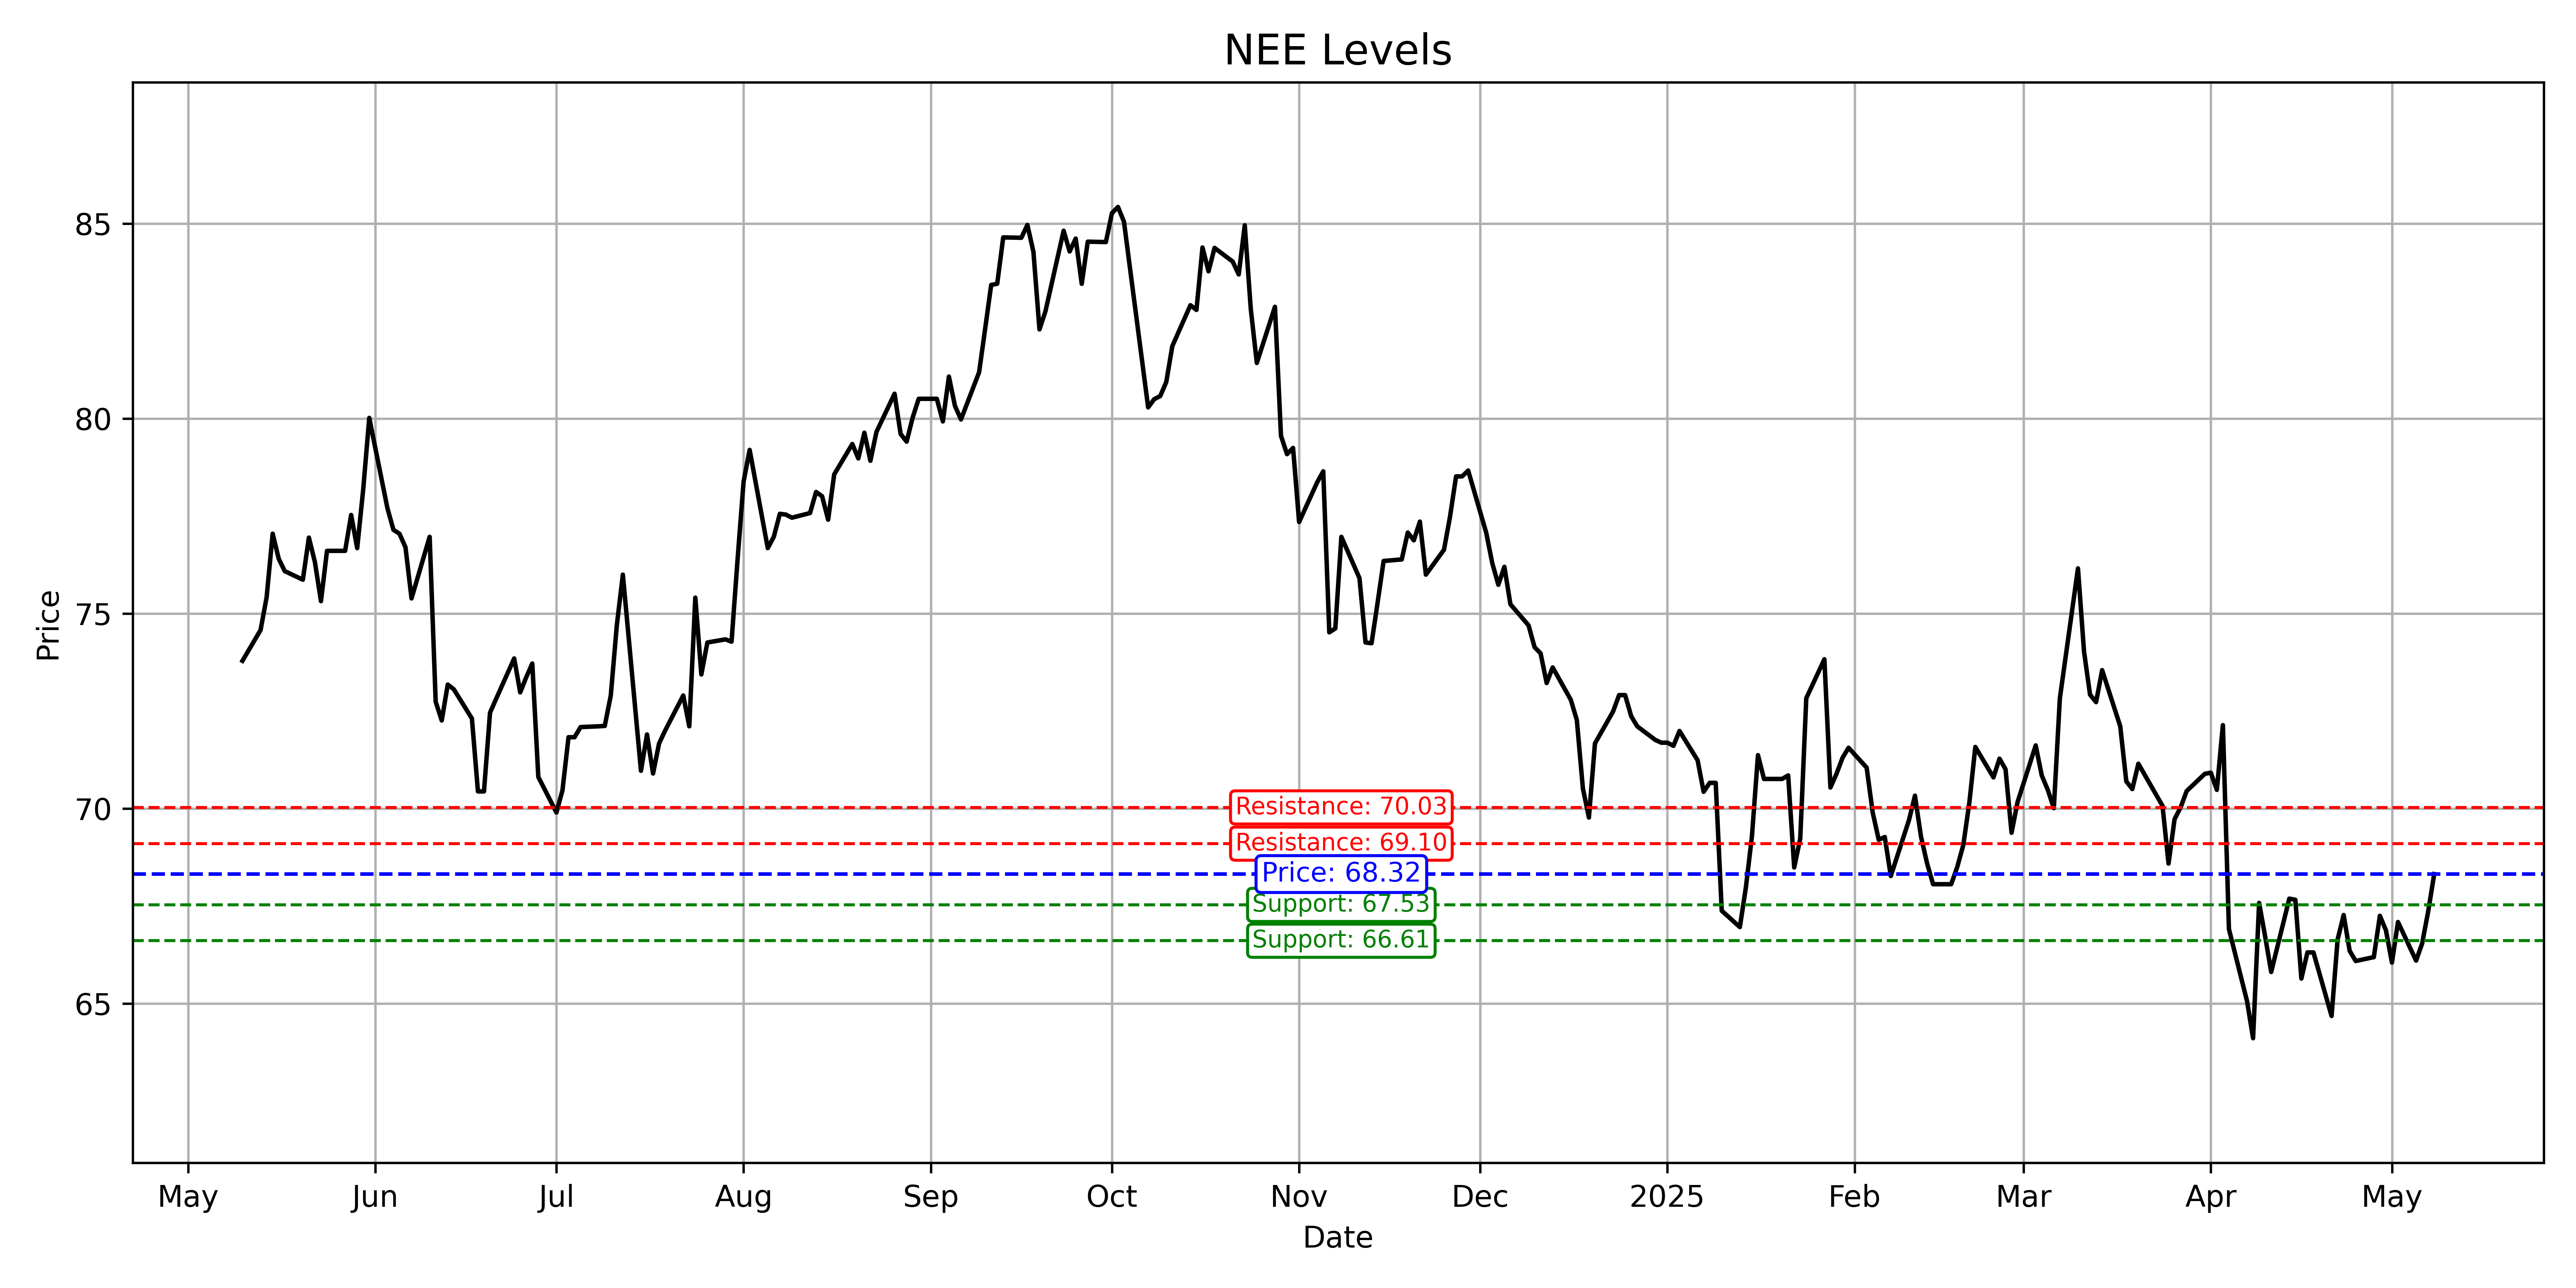 NEE Levels
Price
85
80
75
70
65
Resistance: 70.03
Resistance: 69.10
Price: 68.32
Support: 67.53
Support: 66.61
May Jun Jul Aug Sep Oct Nov Dec 2025 Feb Mar Apr May
Date